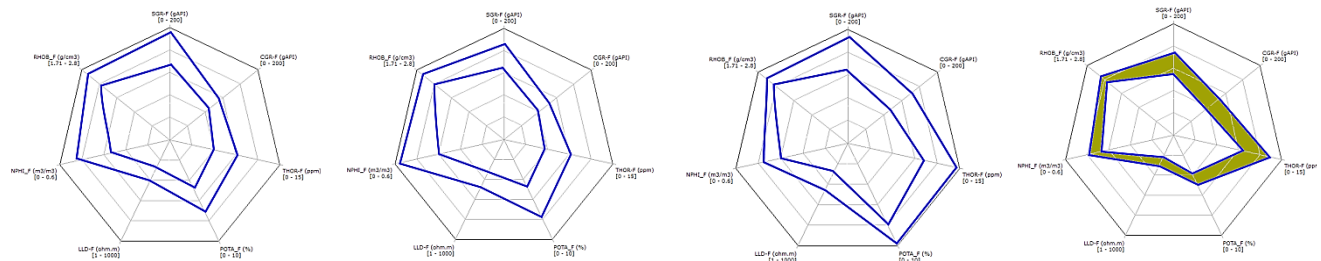 SGR-F (gAPI)
[0 - 200]
CGR-F (gAPI)
[0 - 200]
THOR-F (ppm)
[0 - 15]
POTA_F (%)
[0 - 10]
LLD-F (ohm.m)
[1 - 1000]
NPHI_F (m3/m3)
[0 - 0.6]
RHOB_F (g/cm3)
[1.71 - 2.8]
SGR-F (gAPI)
[0 - 200]
CGR-F (gAPI)
[0 - 200]
THOR-F (ppm)
[0 - 15]
POTA_F (%)
[0 - 10]
LLD-F (ohm.m)
[1 - 1000]
NPHI_F (m3/m3)
[0 - 0.6]
RHOB_F (g/cm3)
[1.71 - 2.8]
SGR-F (gAPI)
[0 - 200]
CGR-F (gAPI)
[0 - 200]
THOR-F (ppm)
[0 - 15]
POTA_F (%)
[0 - 10]
LLD-F (ohm.m)
[1 - 1000]
NPHI_F (m3/m3)
[0 - 0.6]
RHOB_F (g/cm3)
[1.71 - 2.8]
SGR-F (gAPI)
[0 - 200]
CGR-F (gAPI)
[0 - 200]
THOR-F (ppm)
[0 - 15]
POTA_F (%)
[0 - 10]
LLD-F (ohm.m)
[1 - 1000]
NPHI_F (m3/m3)
[0 - 0.6]
RHOB_F (g/cm3)
[1.71 - 2.8]